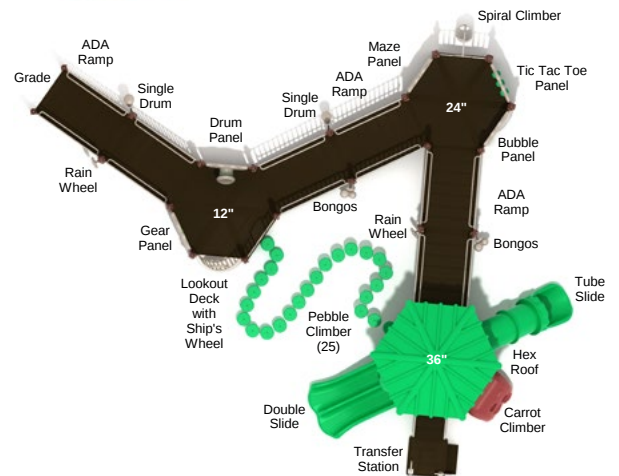 Spiral Climber
ADA
Ramp
Maze
Panel
Grade
Single
Drum
ADA
Ramp
Tic Tac Toe
Panel
Single
Drum
Drum
Panel
24"
Bubble
Panel
Rain
Wheel
12"
Bongos
ADA
Ramp
Gear
Panel
Rain
Wheel
Bongos
Lookout
Deck
with
Ship's
Wheel
Pebble
Climber
(25)
Tube
Slide
36"
Hex
Roof
Double
Slide
Carrot
Climber
Transfer
Station